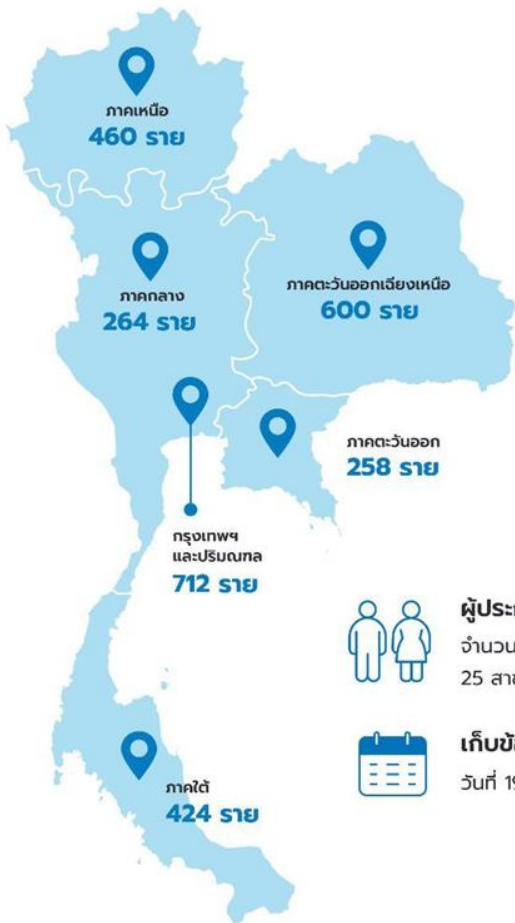 ภาคเหนือ
460 ราย
ภาคกลาง
264 ราย
ภาคตะวันออกเฉียงเหนือ
600 ราย
ภาคตะวันออก
258 ราย
กรุงเทพฯ
และปริมณฑล
712 ราย
จำนวน
25
วันที่
ภาคใต้
424 ราย